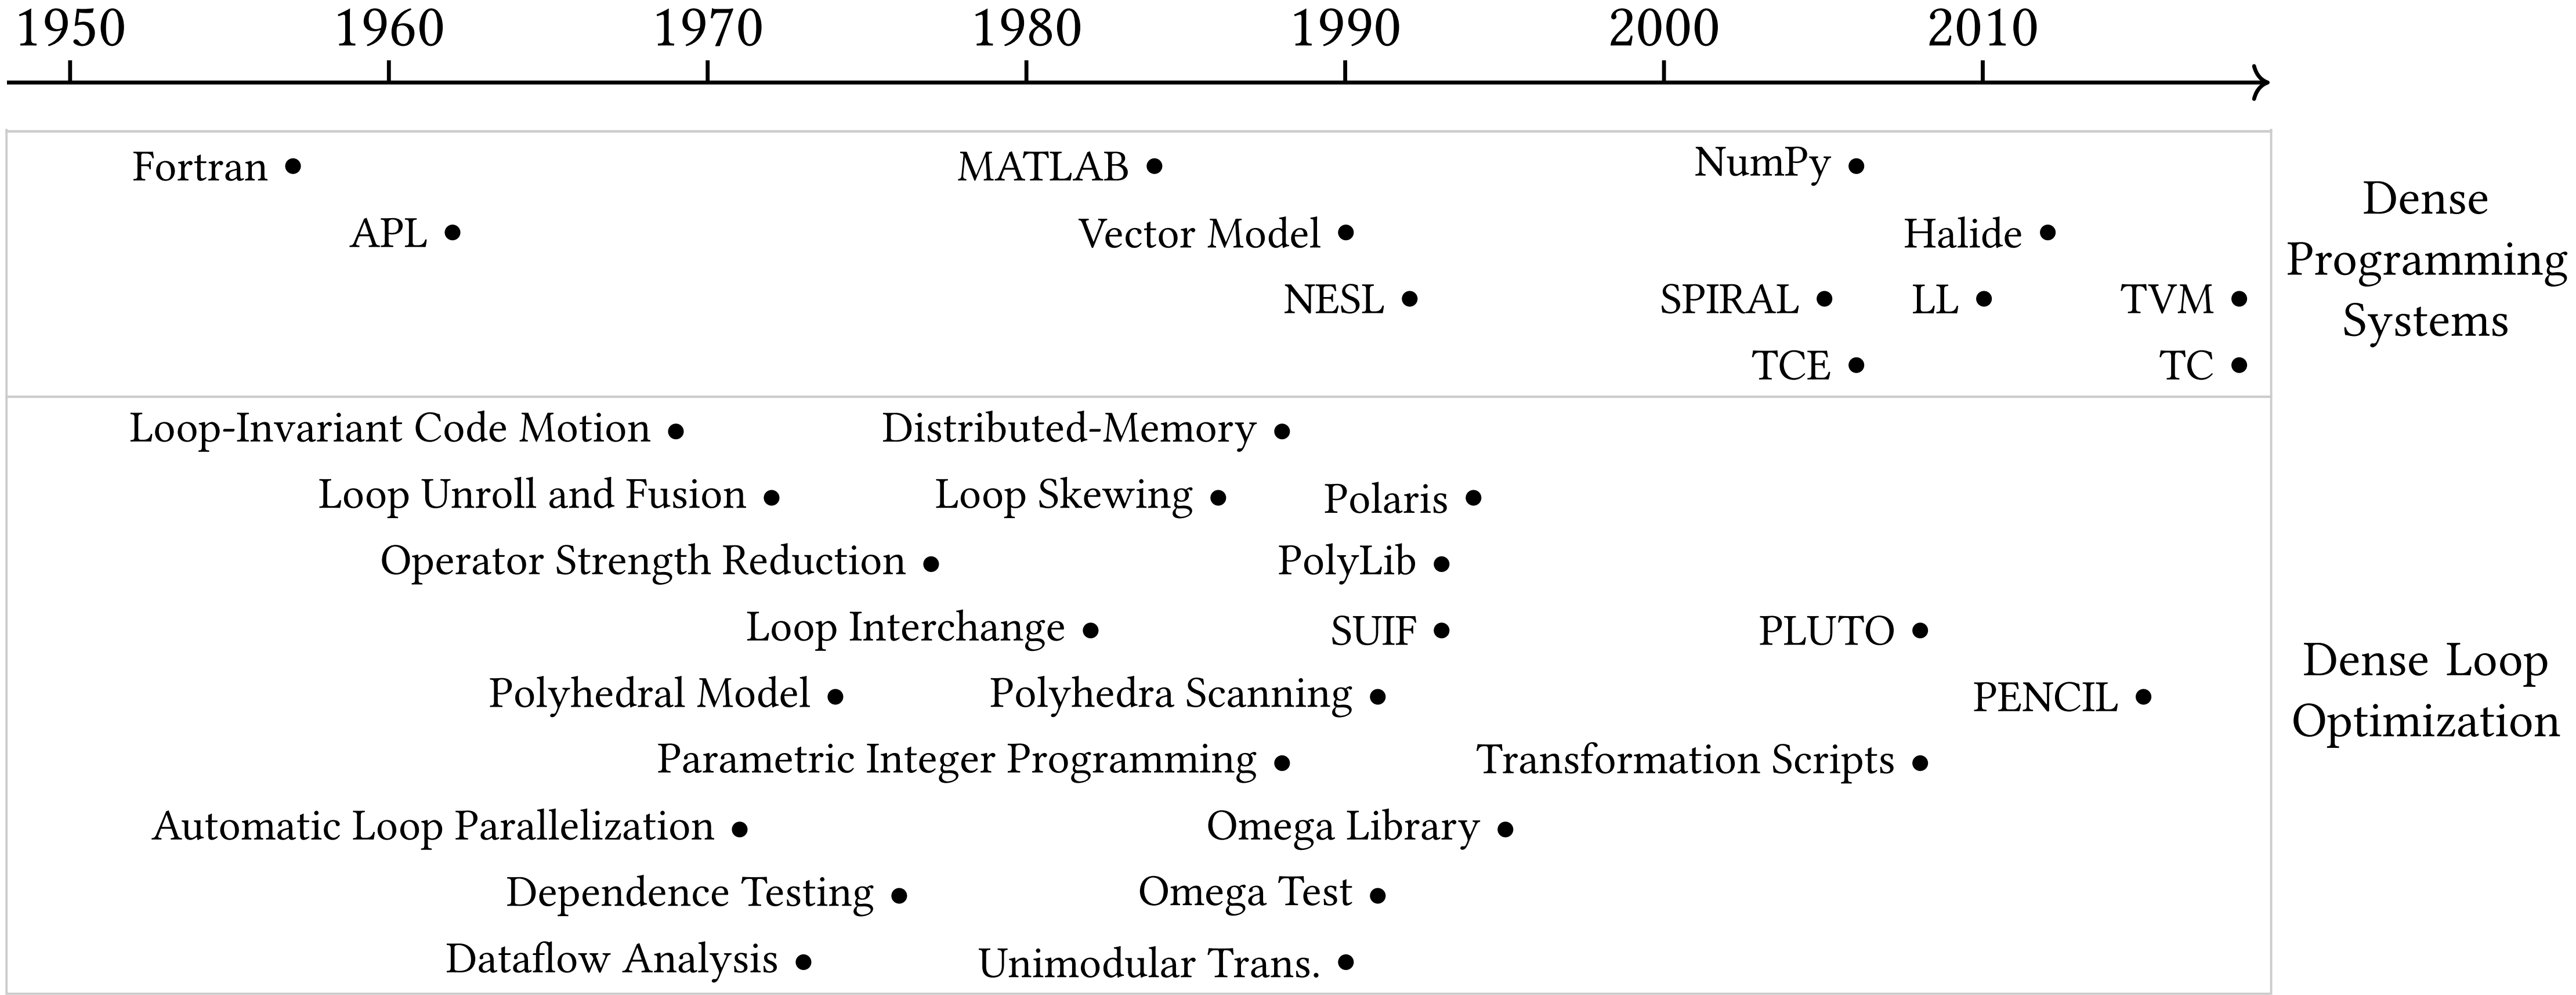 1950 1960 1970 1980 1990 2000 2010
Fortran MATLAB NumPy
APL Vector Model Halide
NESL SPIRAL LL TVM
TCE TC
Dense
Programming
Systems
Loop-Invariant Code Motion Distributed-Memory
Loop Unroll and Fusion Loop Skewing Polaris
Operator Strength Reduction PolyLib
Loop Interchange SUIF PLUTO
Polyhedral Model Polyhedra Scanning PENCIL
Parametric Integer Programming Transformation Scripts
Automatic Loop Parallelization Omega Library
Dependence Testing Omega Test
Dataflow Analysis Unimodular Trans.
Dense Loop
Optimization